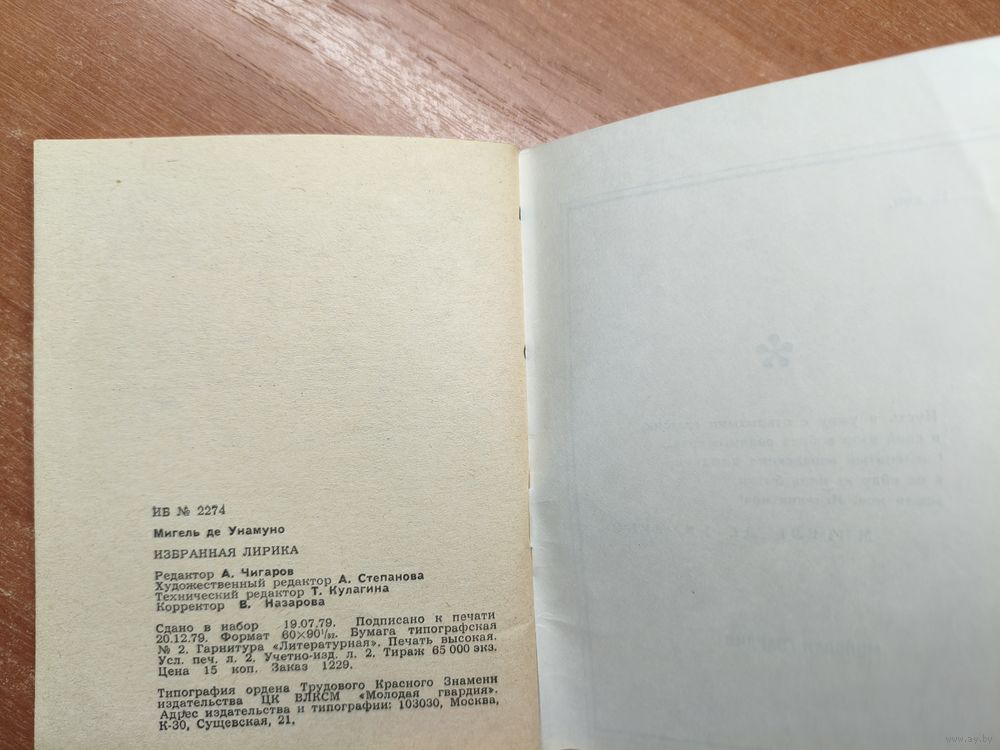 ИБ № 2274
Мигель де Унамуно
ИЗБРАННАЯ ЛИРИКА
Редактор А. Чигаров
Художественный редактор А. Степанова
Технический редактор Т. Кулагина
Корректор В. Назарова
Сдано в набор 19.07.79. Подписано к печати
20.12.79. Формат 60×90¹/₃₂. Бумага типографская
№ 2. Гарнитура «Литературная». Печать высокая.
Усл. печ. л. 2. Учетно-изд. л. 2. Тираж 65 000 экз.
Цена 15 коп. Заказ 1229.
Типография ордена Трудового Красного Знамени
издательства ЦК ВЛКСМ «Молодая гвардия».
Адрес издательства и типографии: 103030, Москва,
К-30, Сущевская, 21.
www.ay.by